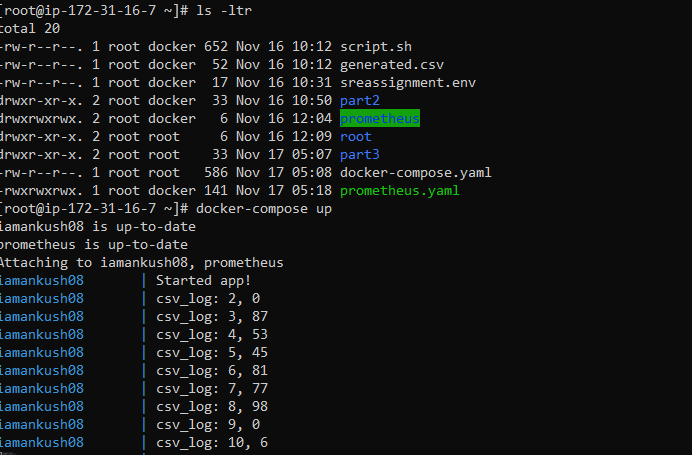 [root@ip-172-31-16-7 ~]# ls -ltr
total 20
-rw-r--r--. 1 root docker 652 Nov 16 10:12 script.sh
-rw-r--r--. 1 root docker  52 Nov 16 10:12 generated.csv
-rw-r--r--. 1 root docker  17 Nov 16 10:31 sreassignment.env
drwxr-xr-x. 2 root docker  33 Nov 16 10:50 part2
drwxrwxrwx. 2 root docker   6 Nov 16 12:04 prometheus
drwxr-xr-x. 2 root root     6 Nov 16 12:09 root
drwxr-xr-x. 2 root root    33 Nov 17 05:07 part3
-rw-r--r--. 1 root root   586 Nov 17 05:08 docker-compose.yaml
-rwxrwxrwx. 1 root docker 141 Nov 17 05:18 prometheus.yaml
[root@ip-172-31-16-7 ~]# docker-compose up
iamankush08 is up-to-date
prometheus is up-to-date
Attaching to iamankush08, prometheus
iamankush08       | Started app!
iamankush08       | csv_log: 2, 0
iamankush08       | csv_log: 3, 87
iamankush08       | csv_log: 4, 53
iamankush08       | csv_log: 5, 45
iamankush08       | csv_log: 6, 81
iamankush08       | csv_log: 7, 77
iamankush08       | csv_log: 8, 98
iamankush08       | csv_log: 9, 0
iamankush08       | csv_log: 10, 6